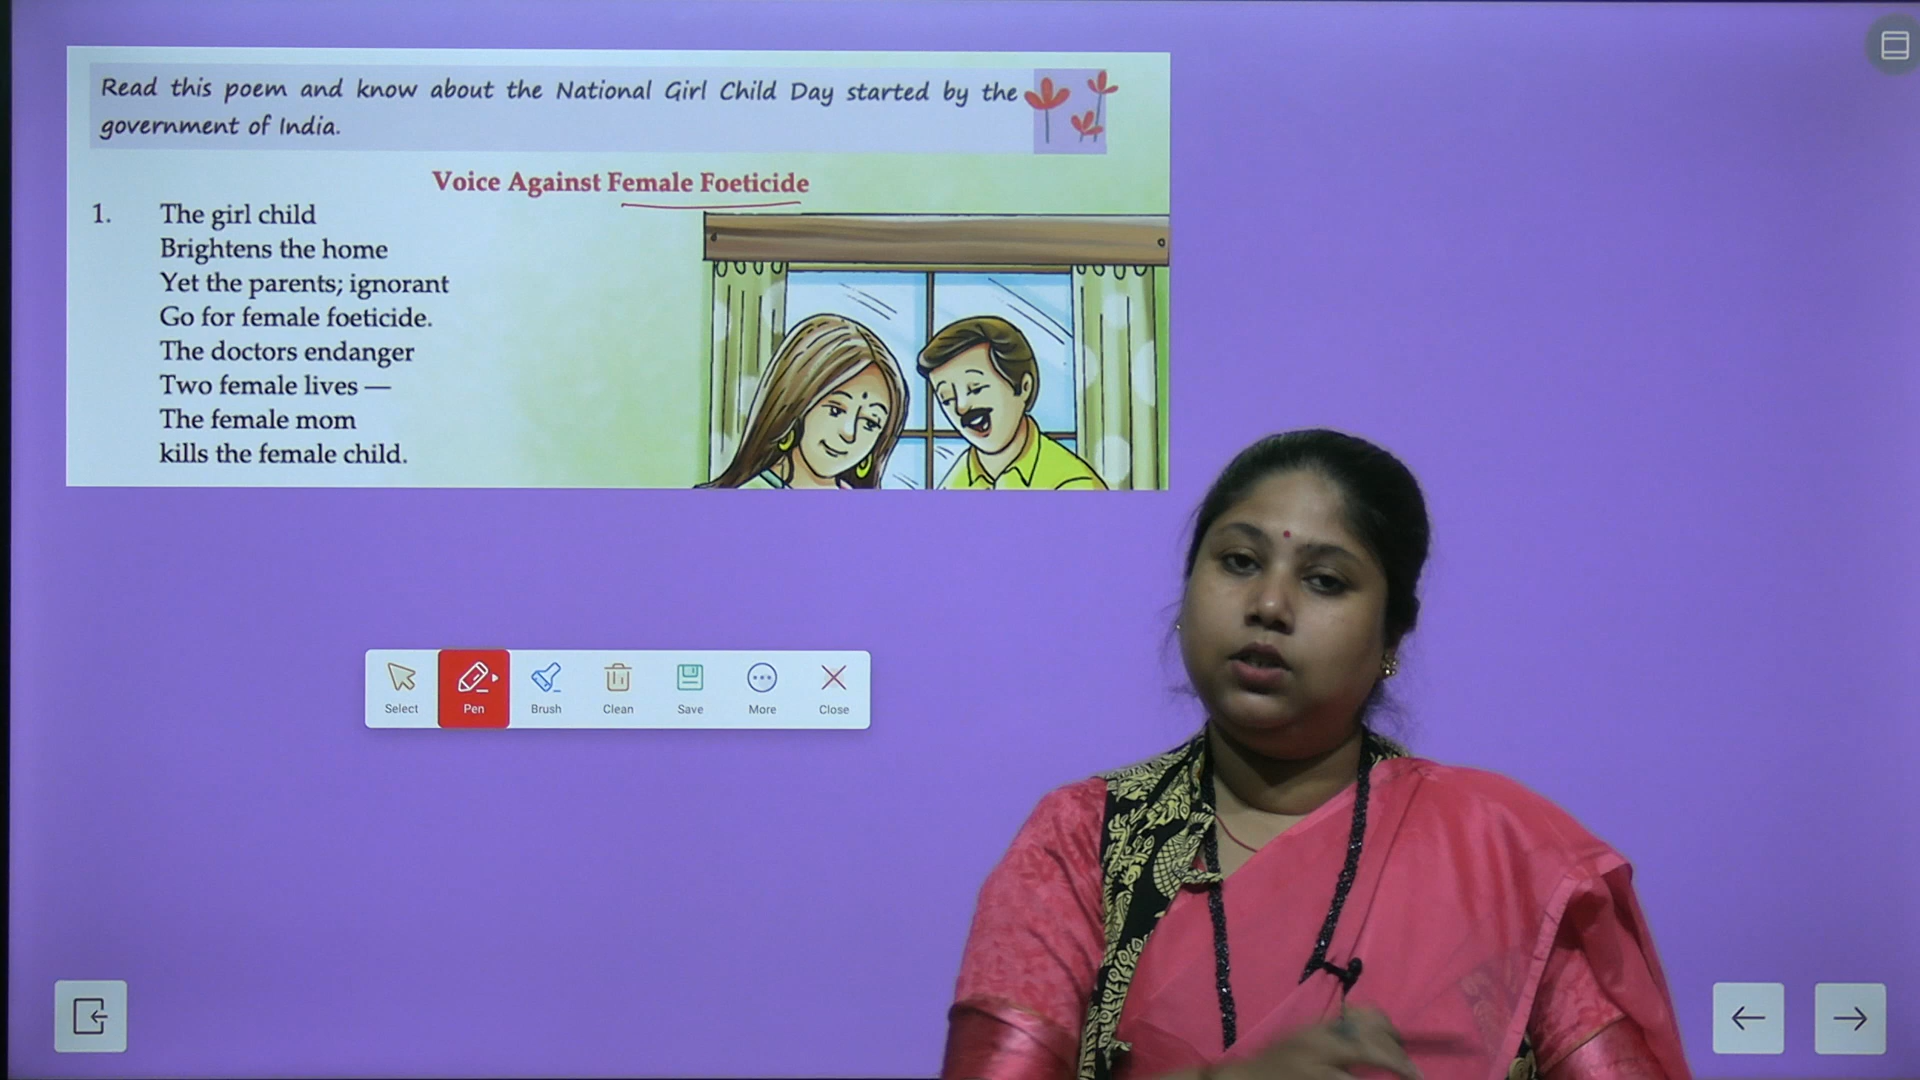 Read this poem and know about the National Girl Child Day started by the
government of India.
Voice Against Female Foeticide
1. The girl child
Brightens the home
Yet the parents; ignorant
Go for female foeticide.
The doctors endanger
Two female lives —
The female mom
kills the female child.
Select Pen Brush Clean Save More Close